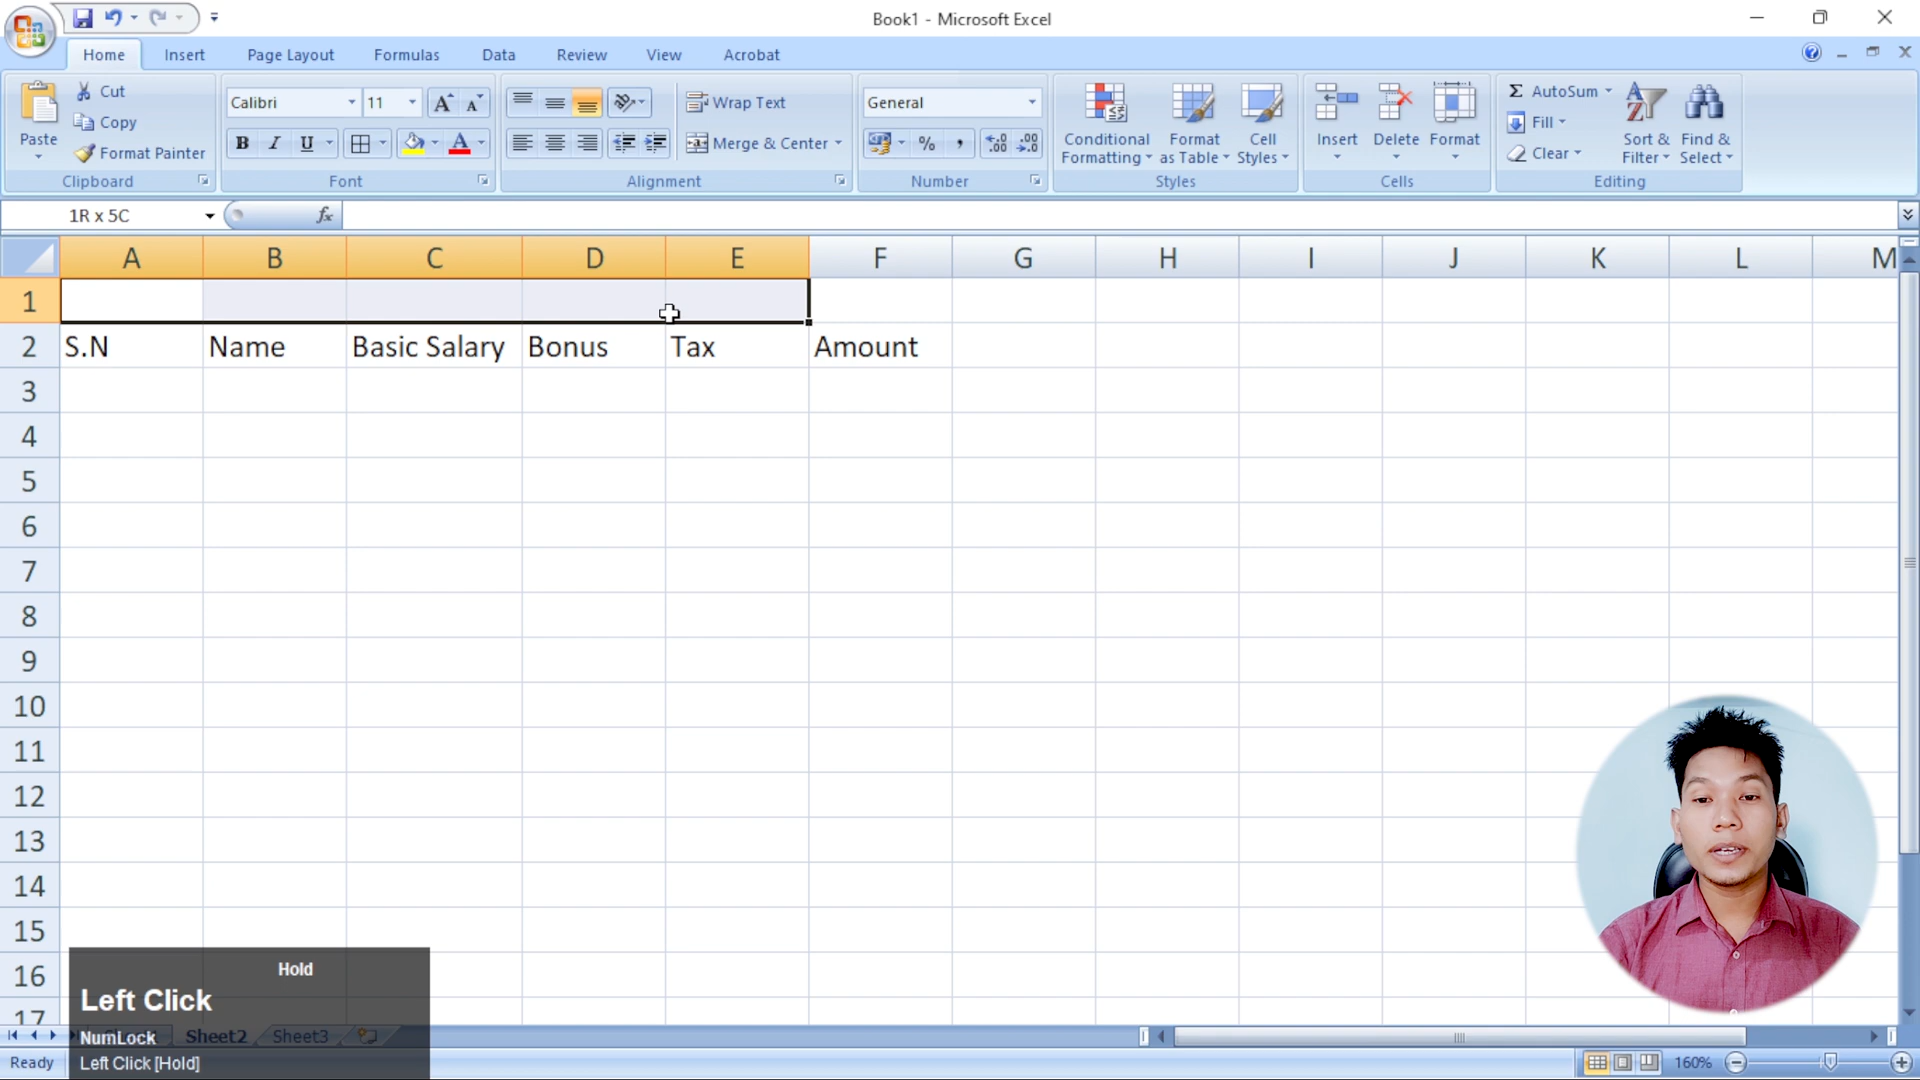 Book1 - Microsoft Excel
Home Insert Page Layout Formulas Data Review View Acrobat
Paste
Cut
Copy
Format Painter
Clipboard
Calibri 11
B I U
Font
Wrap Text
Merge & Center
Alignment
General
%
Number
Conditional Formatting
Format as Table
Cell Styles
Styles
Insert Delete Format
Cells
Σ AutoSum
Fill
Clear
Sort & Filter
Find & Select
Editing
1R x 5C fx
A B C D E F G H I J K L M
1
2 S.N Name Basic Salary Bonus Tax Amount
3
4
5
6
7
8
9
10
11
12
13
14
15
16
17
Hold
Left Click
NumLock
Left Click [Hold]
Sheet2 Sheet3
Ready 160%